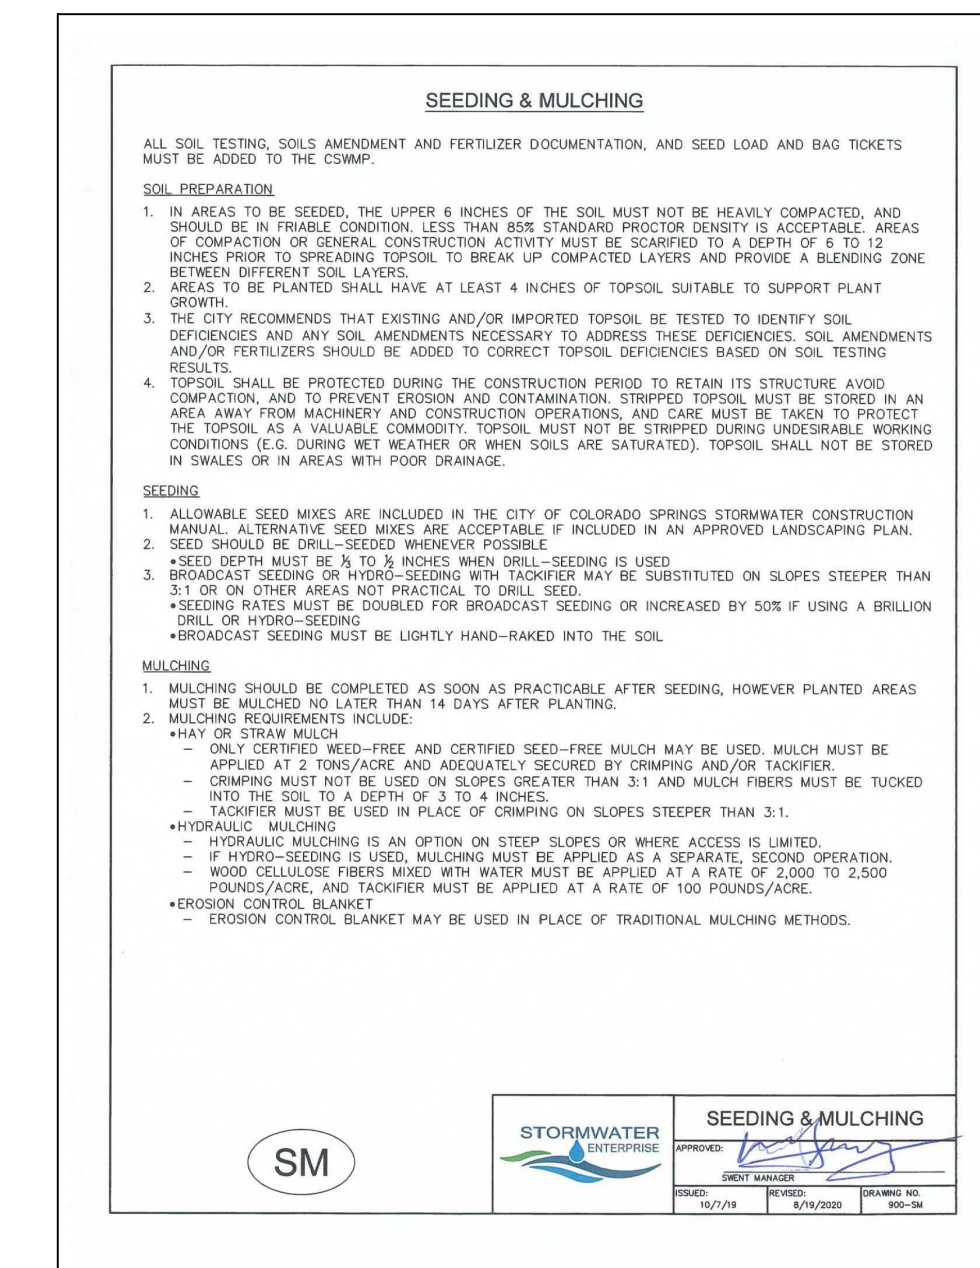 SEEDING & MULCHING
ALL SOIL TESTING, SOILS AMENDMENT AND FERTILIZER DOCUMENTATION, AND SEED LOAD AND BAG TICKETS
MUST BE ADDED TO THE CSWMP.
SOIL PREPARATION
1. IN AREAS TO BE SEEDED, THE UPPER 6 INCHES OF THE SOIL MUST NOT BE HEAVILY COMPACTED, AND
SHOULD BE IN FRIABLE CONDITION. LESS THAN 85% STANDARD PROCTOR DENSITY IS ACCEPTABLE. AREAS
OF COMPACTION OR GENERAL CONSTRUCTION ACTIVITY MUST BE SCARIFIED TO A DEPTH OF 6 TO 12
INCHES PRIOR TO SPREADING TOPSOIL TO BREAK UP COMPACTED LAYERS AND PROVIDE A BLENDING ZONE
BETWEEN DIFFERENT SOIL LAYERS.
2. AREAS TO BE PLANTED SHALL HAVE AT LEAST 4 INCHES OF TOPSOIL SUITABLE TO SUPPORT PLANT
GROWTH.
3. THE CITY RECOMMENDS THAT EXISTING AND/OR IMPORTED TOPSOIL BE TESTED TO IDENTIFY SOIL
DEFICIENCIES AND ANY SOIL AMENDMENTS NECESSARY TO ADDRESS THESE DEFICIENCIES. SOIL AMENDMENTS
AND/OR FERTILIZERS SHOULD BE ADDED TO CORRECT TOPSOIL DEFICIENCIES BASED ON SOIL TESTING
RESULTS.
4. TOPSOIL SHALL BE PROTECTED DURING THE CONSTRUCTION PERIOD TO RETAIN ITS STRUCTURE AVOID
COMPACTION, AND TO PREVENT EROSION AND CONTAMINATION. STRIPPED TOPSOIL MUST BE STORED IN AN
AREA AWAY FROM MACHINERY AND CONSTRUCTION OPERATIONS, AND CARE MUST BE TAKEN TO PROTECT
THE TOPSOIL AS A VALUABLE COMMODITY. TOPSOIL MUST NOT BE STRIPPED DURING UNDESIRABLE WORKING
CONDITIONS (E.G. DURING WET WEATHER OR WHEN SOILS ARE SATURATED). TOPSOIL SHALL NOT BE STORED
IN SWALES OR IN AREAS WITH POOR DRAINAGE.
SEEDING
1. ALLOWABLE SEED MIXES ARE INCLUDED IN THE CITY OF COLORADO SPRINGS STORMWATER CONSTRUCTION
MANUAL. ALTERNATIVE SEED MIXES ARE ACCEPTABLE IF INCLUDED IN AN APPROVED LANDSCAPING PLAN.
2. SEED SHOULD BE DRILL-SEEDED WHENEVER POSSIBLE
•SEED DEPTH MUST BE ⅓ TO ½ INCHES WHEN DRILL-SEEDING IS USED
3. BROADCAST SEEDING OR HYDRO-SEEDING WITH TACKIFIER MAY BE SUBSTITUTED ON SLOPES STEEPER THAN
3:1 OR ON OTHER AREAS NOT PRACTICAL TO DRILL SEED.
•SEEDING RATES MUST BE DOUBLED FOR BROADCAST SEEDING OR INCREASED BY 50% IF USING A BRILLION
DRILL OR HYDRO-SEEDING
•BROADCAST SEEDING MUST BE LIGHTLY HAND-RAKED INTO THE SOIL
MULCHING
1. MULCHING SHOULD BE COMPLETED AS SOON AS PRACTICABLE AFTER SEEDING, HOWEVER PLANTED AREAS
MUST BE MULCHED NO LATER THAN 14 DAYS AFTER PLANTING.
2. MULCHING REQUIREMENTS INCLUDE:
•HAY OR STRAW MULCH
– ONLY CERTIFIED WEED-FREE AND CERTIFIED SEED-FREE MULCH MAY BE USED. MULCH MUST BE
APPLIED AT 2 TONS/ACRE AND ADEQUATELY SECURED BY CRIMPING AND/OR TACKIFIER.
– CRIMPING MUST NOT BE USED ON SLOPES GREATER THAN 3:1 AND MULCH FIBERS MUST BE TUCKED
INTO THE SOIL TO A DEPTH OF 3 TO 4 INCHES.
– TACKIFIER MUST BE USED IN PLACE OF CRIMPING ON SLOPES STEEPER THAN 3:1.
•HYDRAULIC MULCHING
– HYDRAULIC MULCHING IS AN OPTION ON STEEP SLOPES OR WHERE ACCESS IS LIMITED.
– IF HYDRO-SEEDING IS USED, MULCHING MUST BE APPLIED AS A SEPARATE, SECOND OPERATION.
– WOOD CELLULOSE FIBERS MIXED WITH WATER MUST BE APPLIED AT A RATE OF 2,000 TO 2,500
POUNDS/ACRE, AND TACKIFIER MUST BE APPLIED AT A RATE OF 100 POUNDS/ACRE.
•EROSION CONTROL BLANKET
– EROSION CONTROL BLANKET MAY BE USED IN PLACE OF TRADITIONAL MULCHING METHODS.
SM
STORMWATER
ENTERPRISE
SEEDING & MULCHING
APPROVED:
SWENT MANAGER
ISSUED:
10/7/19
REVISED:
8/19/2020
DRAWING NO.
900-SM